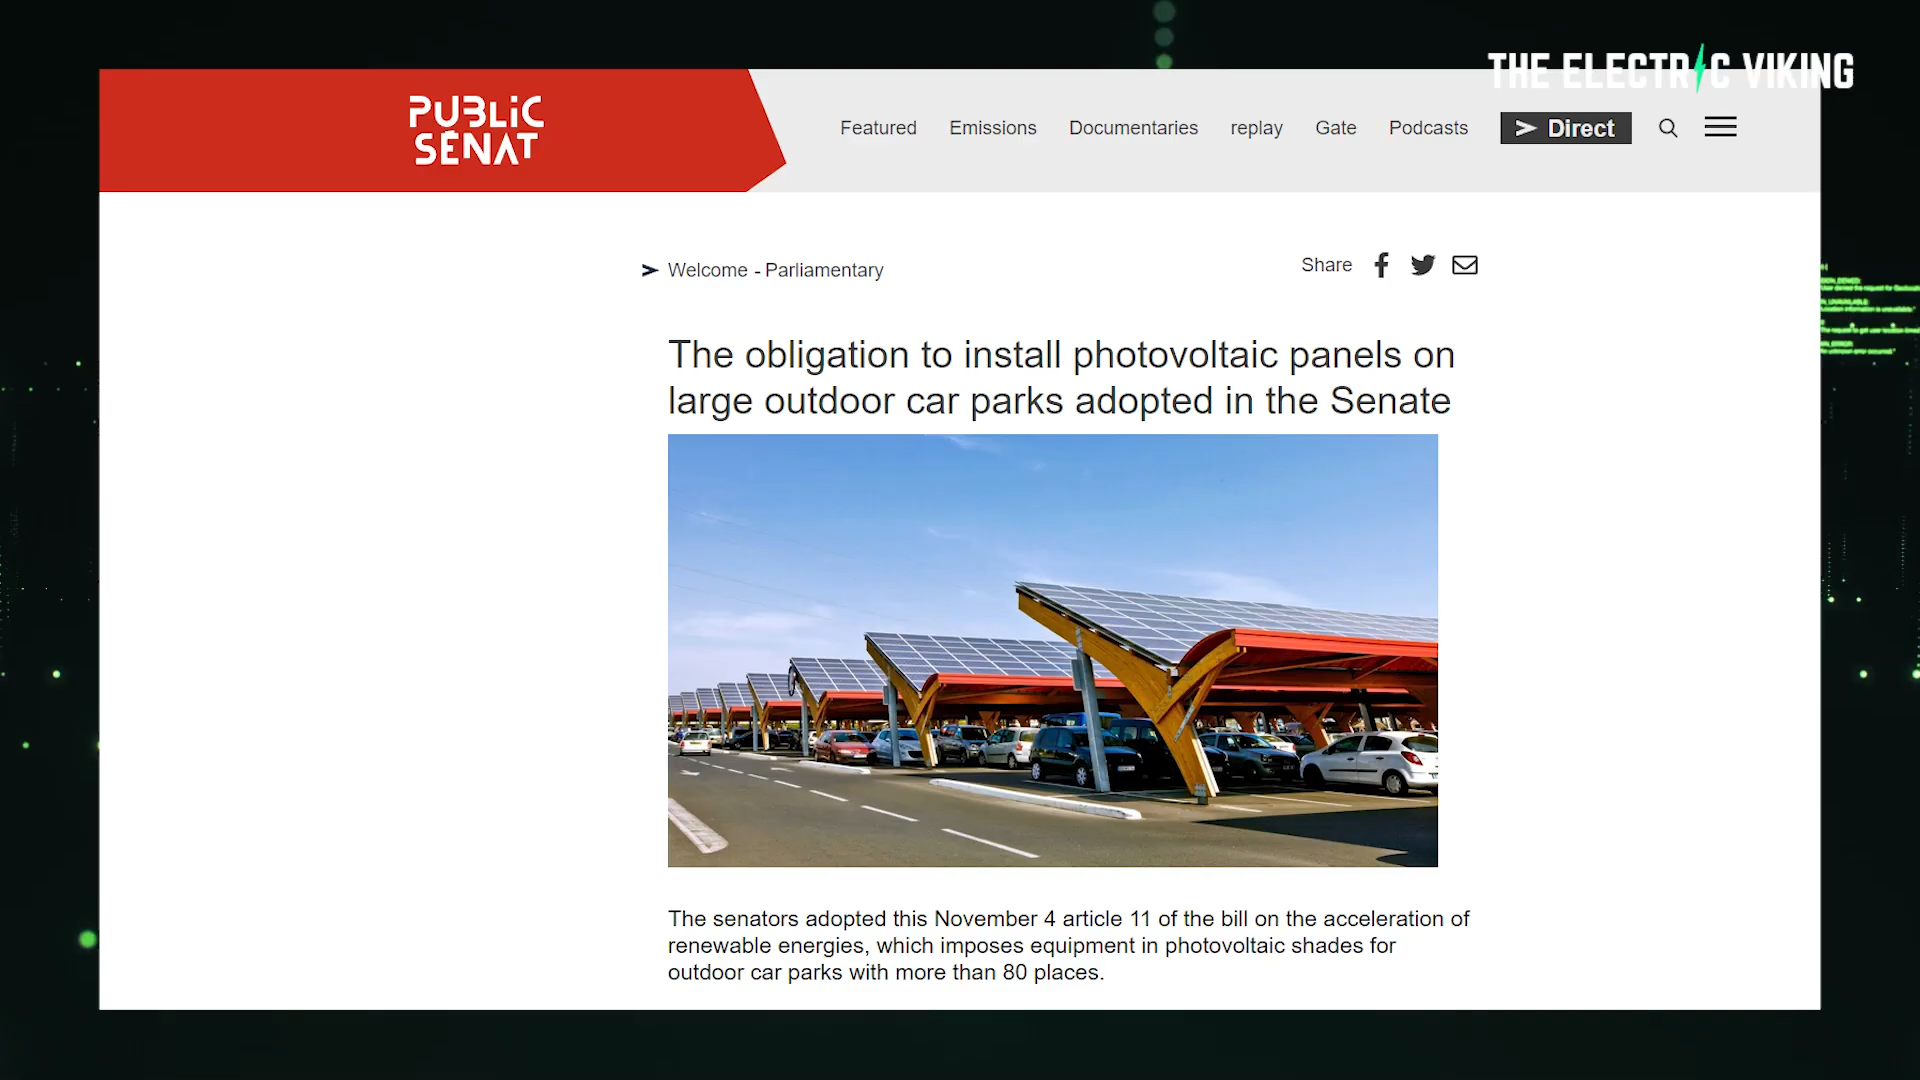 THE ELECTRIC VIKING
PUBLiC
SÉNAT
Featured
Emissions
Documentaries
replay
Gate
Podcasts
Direct
Welcome - Parliamentary
Share
The obligation to install photovoltaic panels on
large outdoor car parks adopted in the Senate
The senators adopted this November 4 article 11 of the bill on the acceleration of
renewable energies, which imposes equipment in photovoltaic shades for
outdoor car parks with more than 80 places.